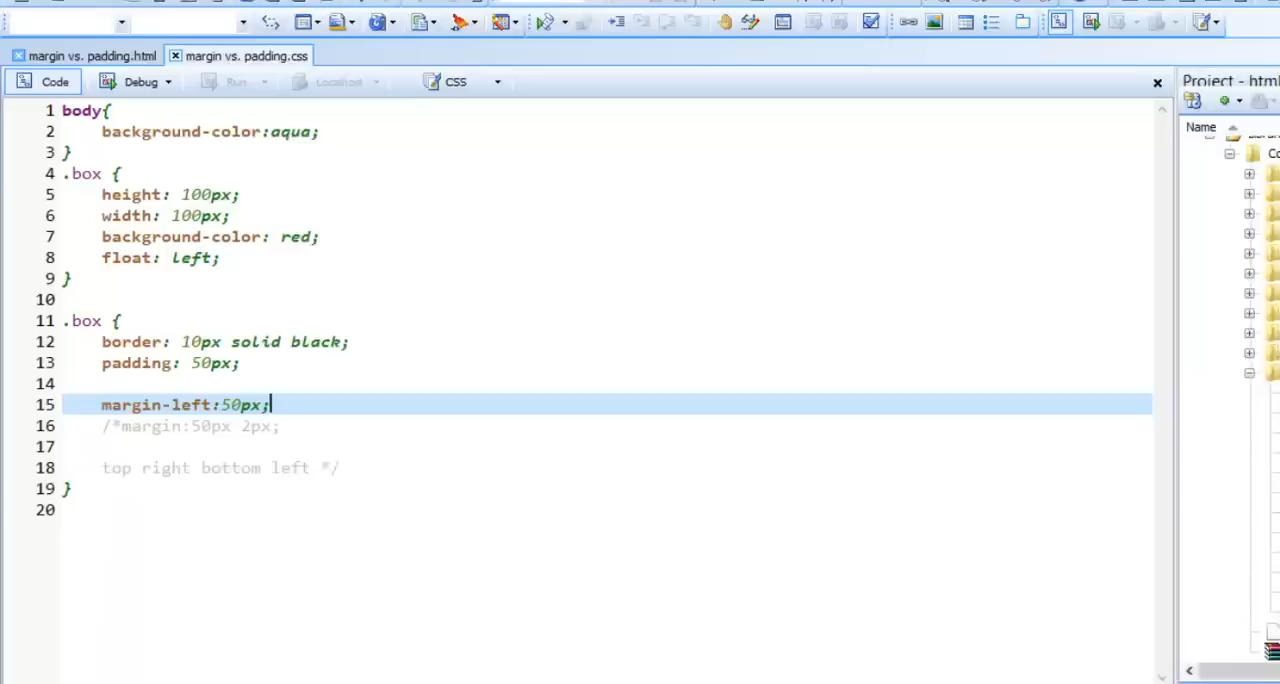 margin vs. padding.html margin vs. padding.css
Code Debug Run Localhost CSS
Project - html
Name
Co
1 body{
2 background-color:aqua;
3 }
4 .box {
5 height: 100px;
6 width: 100px;
7 background-color: red;
8 float: left;
9 }
10
11 .box {
12 border: 10px solid black;
13 padding: 50px;
14
15 margin-left:50px;
16 /*margin:50px 2px;
17
18 top right bottom left */
19 }
20